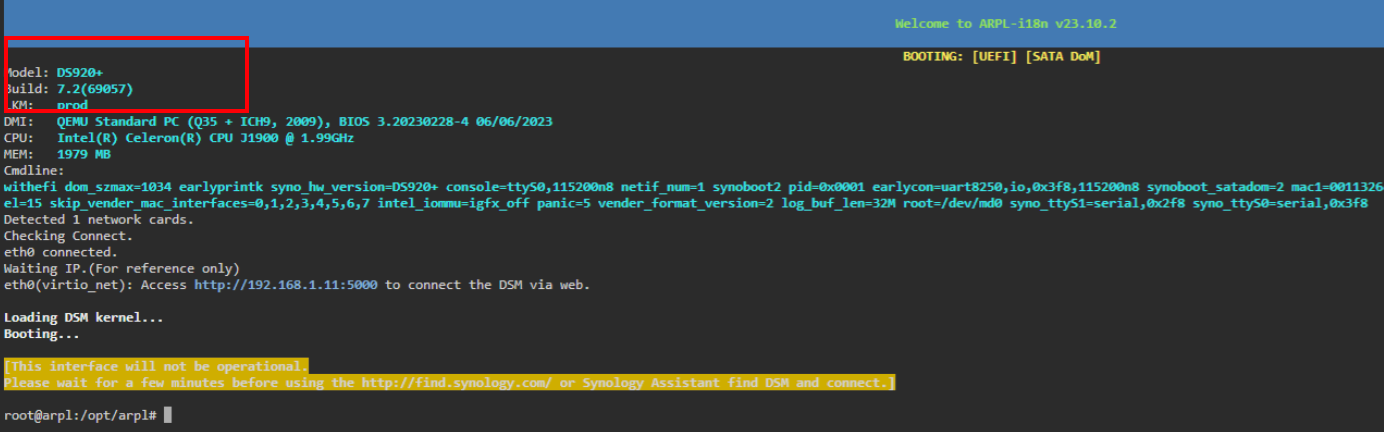 Welcome to ARPL-i18n v23.10.2
BOOTING: [UEFI] [SATA DoM]
Model: DS920+
Build: 7.2(69057)
LKM: prod
DMI: QEMU Standard PC (Q35 + ICH9, 2009), BIOS 3.20230228-4 06/06/2023
CPU: Intel(R) Celeron(R) CPU J1900 @ 1.99GHz
MEM: 1979 MB
Cmdline:
withefi dom_szmax=1034 earlyprintk syno_hw_version=DS920+ console=ttyS0,115200n8 netif_num=1 synoboot2 pid=0x0001 earlycon=uart8250,io,0x3f8,115200n8 synoboot_satadom=2 mac1=0011326
el=15 skip_vender_mac_interfaces=0,1,2,3,4,5,6,7 intel_iommu=igfx_off panic=5 vender_format_version=2 log_buf_len=32M root=/dev/md0 syno_ttyS1=serial,0x2f8 syno_ttyS0=serial,0x3f8
Detected 1 network cards.
Checking Connect.
eth0 connected.
Waiting IP.(For reference only)
eth0(virtio_net): Access http://192.168.1.11:5000 to connect the DSM via web.
Loading DSM kernel...
Booting...
[This interface will not be operational.
Please wait for a few minutes before using the http://find.synology.com/ or Synology Assistant find DSM and connect.]
root@arpl:/opt/arpl#